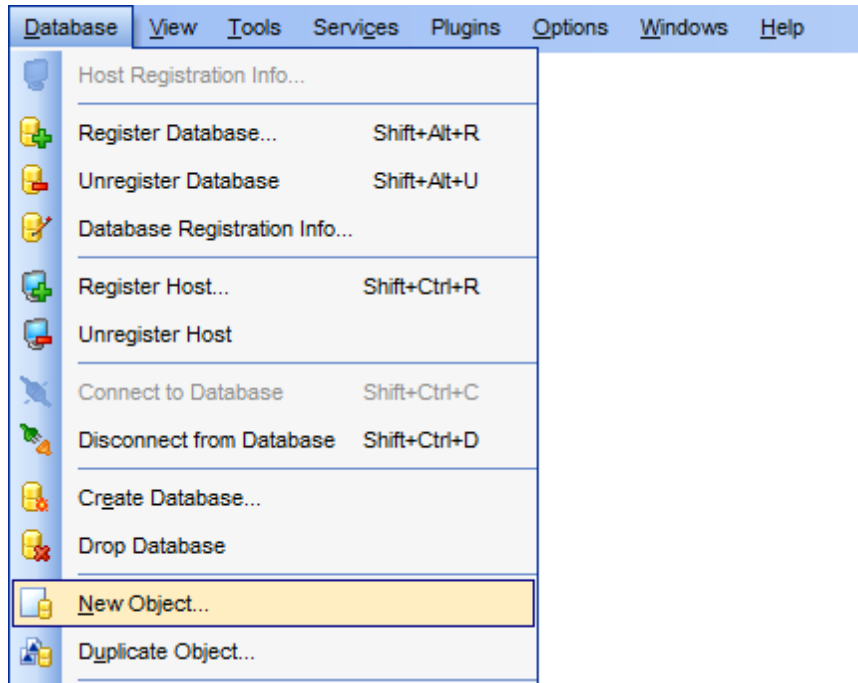 Database View Tools Services Plugins Options Windows Help
Host Registration Info...
Register Database... Shift+Alt+R
Unregister Database Shift+Alt+U
Database Registration Info...
Register Host... Shift+Ctrl+R
Unregister Host
Connect to Database Shift+Ctrl+C
Disconnect from Database Shift+Ctrl+D
Create Database...
Drop Database
New Object...
Duplicate Object...